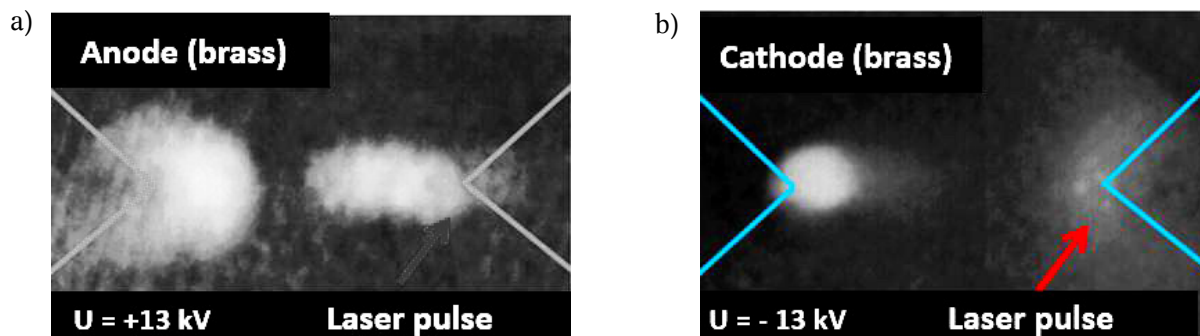 a)
Anode (brass)
U = +13 kV
Laser pulse
b)
Cathode (brass)
U = - 13 kV
Laser pulse